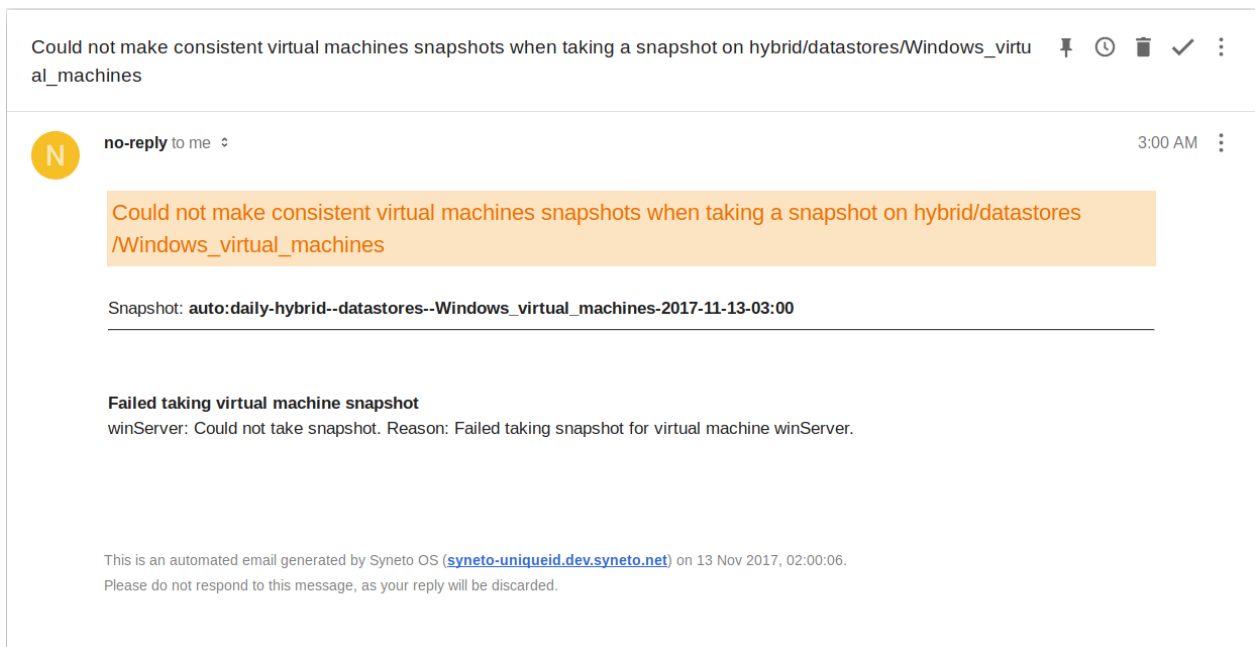 Could not make consistent virtual machines snapshots when taking a snapshot on hybrid/datastores/Windows_virtu
al_machines
N
no-reply to me
3:00 AM
Could not make consistent virtual machines snapshots when taking a snapshot on hybrid/datastores
/Windows_virtual_machines
Snapshot: auto:daily-hybrid--datastores--Windows_virtual_machines-2017-11-13-03:00
Failed taking virtual machine snapshot
winServer: Could not take snapshot. Reason: Failed taking snapshot for virtual machine winServer.
This is an automated email generated by Syneto OS (syneto-uniqueid.dev.syneto.net) on 13 Nov 2017, 02:00:06.
Please do not respond to this message, as your reply will be discarded.